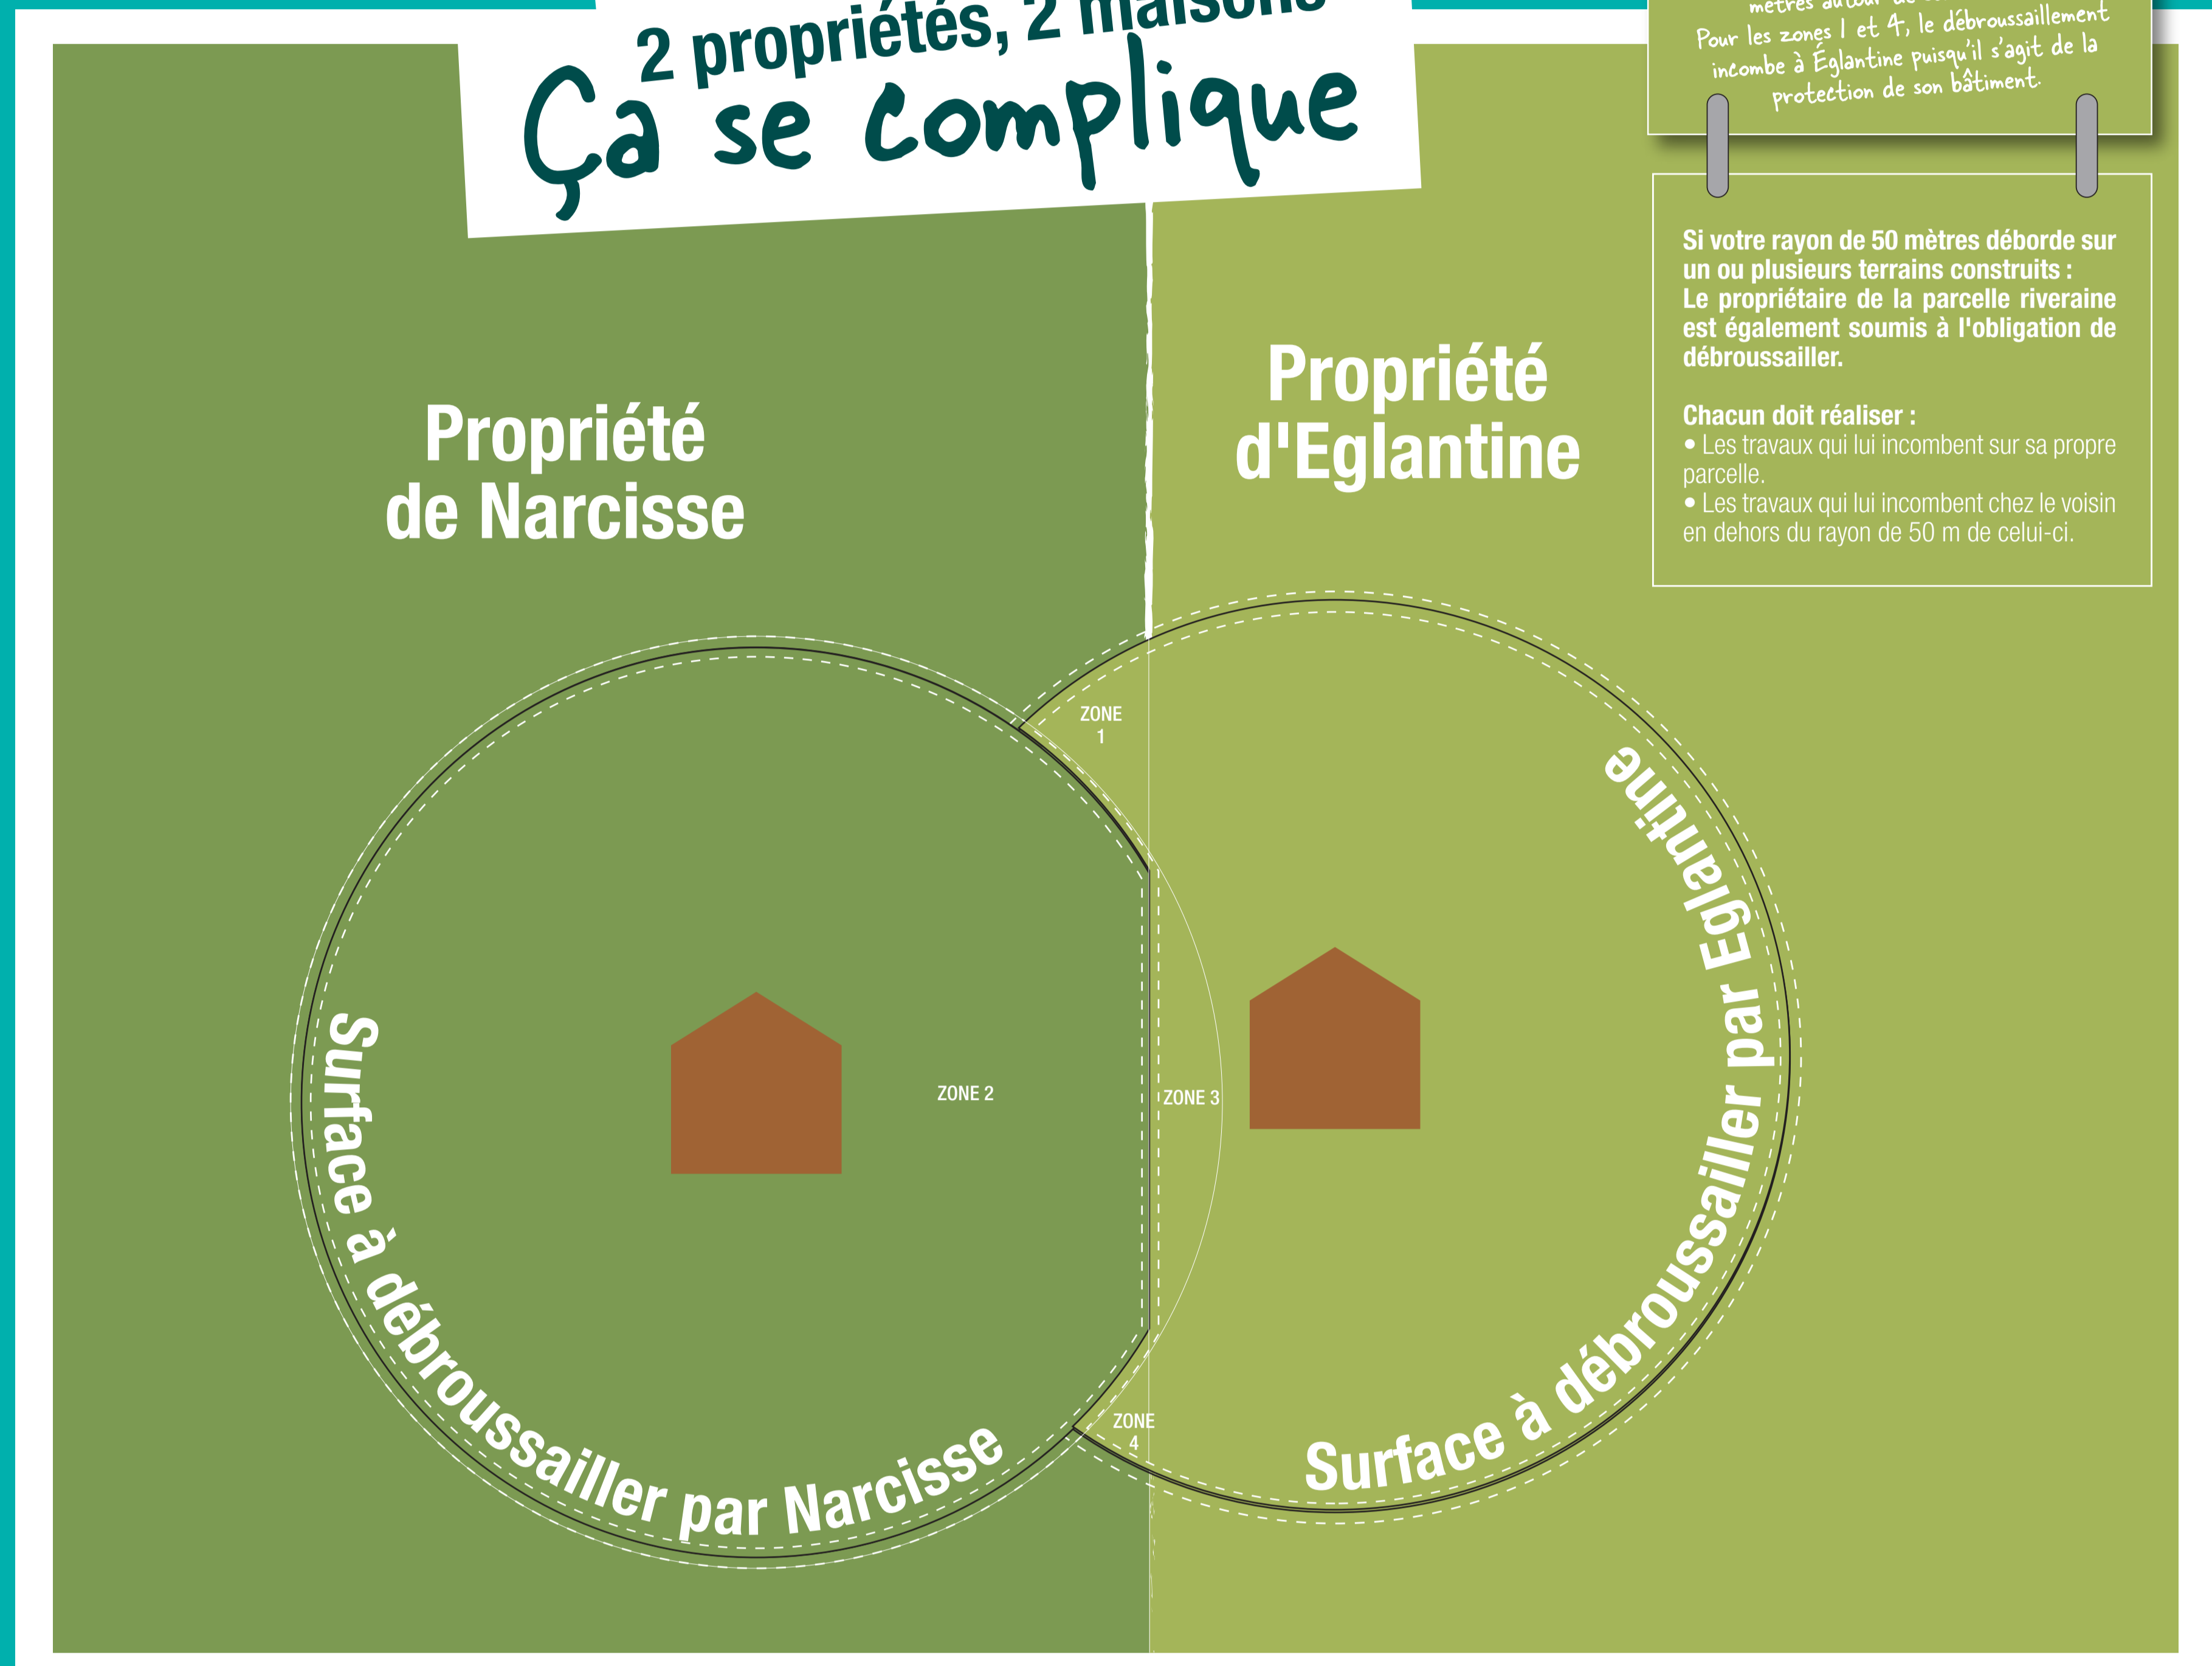 2 propriétés, 2 maisons
Ça se complique
mètres autour de
Pour les zones 1 et 4, le débroussaillement
incombe à Églantine puisqu'il s'agit de la
protection de son bâtiment.
Si votre rayon de 50 mètres déborde sur
un ou plusieurs terrains construits :
Le propriétaire de la parcelle riveraine
est également soumis à l'obligation de
débroussailler.
Chacun doit réaliser :
• Les travaux qui lui incombent sur sa propre
parcelle.
• Les travaux qui lui incombent chez le voisin
en dehors du rayon de 50 m de celui-ci.
Propriété
de Narcisse
Propriété
d'Eglantine
ZONE
1
ZONE 2
ZONE 3
ZONE
4
Surface à débroussailler par Narcisse
Surface à débroussailler par Eglantine